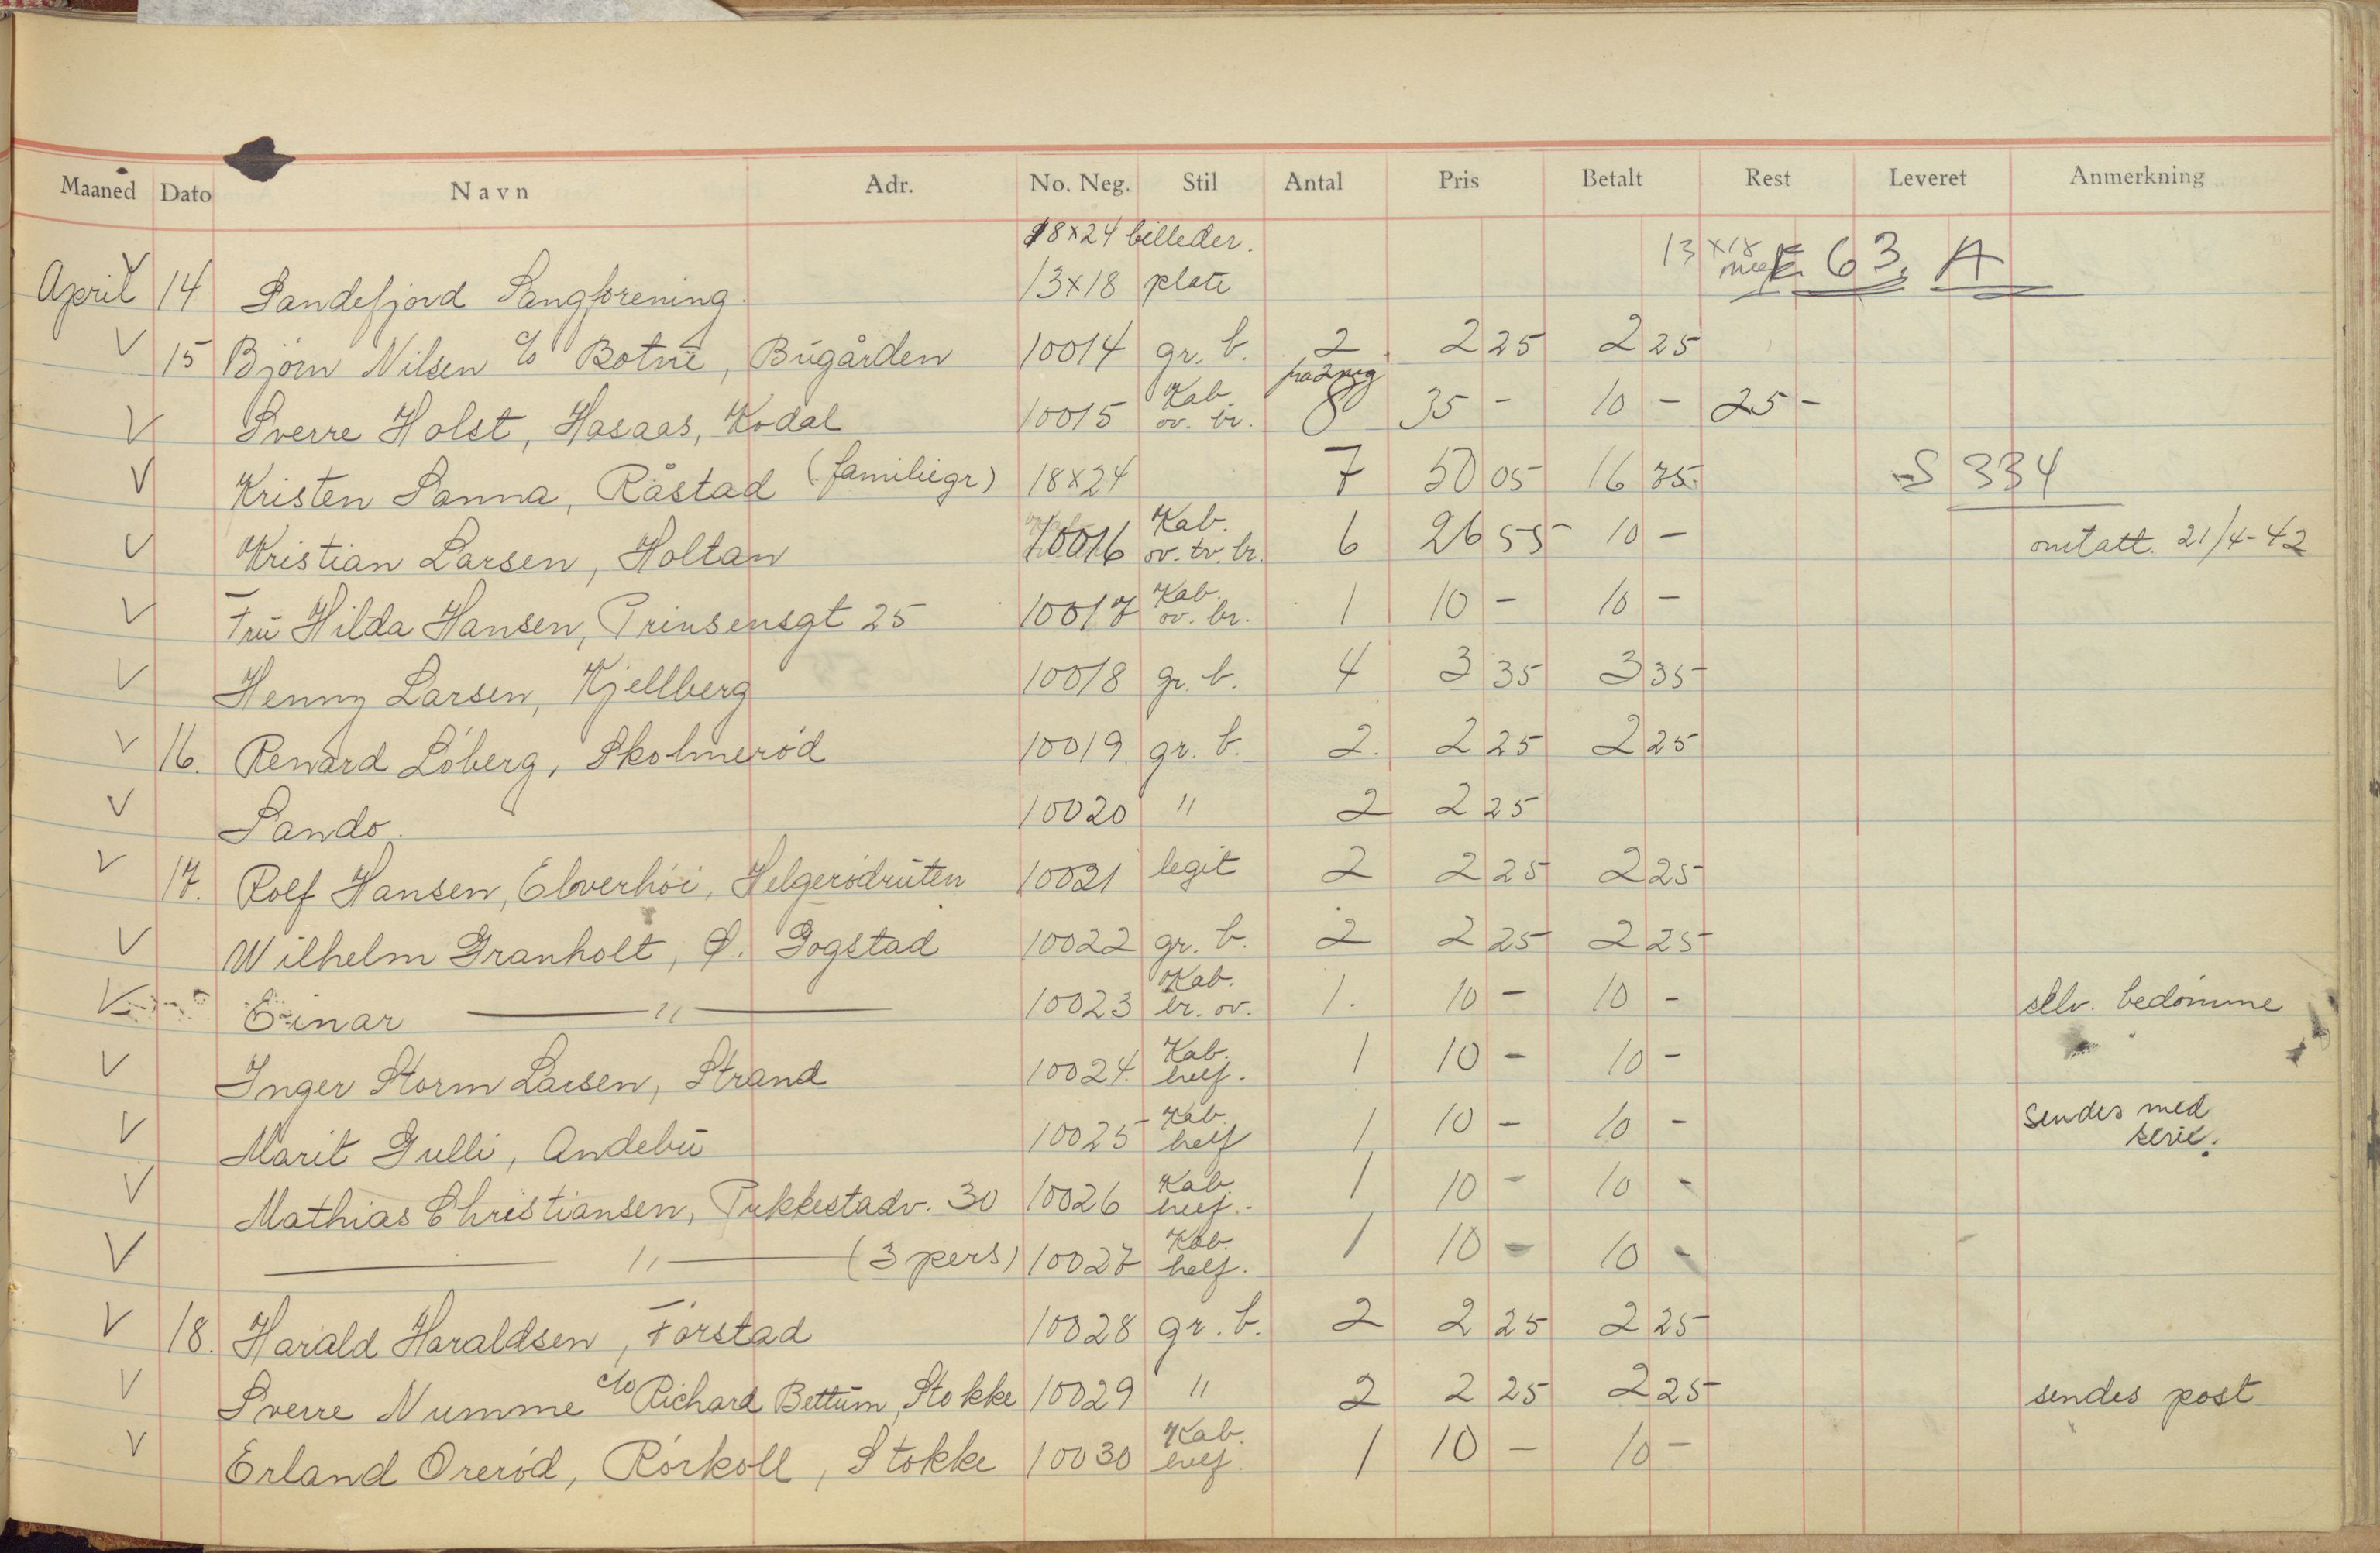 Maaned Dato Navn Adr. No. Neg. Stil Antal Pris Betalt Rest Leveret Anmerkning
18x24 billeder.
April V 14 Sandefjord Sangforening 13x18 plate 13x18 F 63, A
V 15 Bjørn Nilsen c/o Botne, Bugården 10014 gr. b. 2 2 25 2 25
V Sverre Holst, Hasaas, Kodal 10015 Kab. ov. br. fra 2 neg 8 35 - 10 - 25 -
V Kristen Sanna, Råstad (familiegr) 18x24 7 50 05 16 75 S 334
V Kristian Larsen, Holtan 10016 Kab. ov. tv. br. 6 26 55 10 - omtatt. 21/4-42
V Fru Hilda Hansen, Prinsensgt 25 10017 Kab. ov. br. 1 10 - 10 -
V Henny Larsen, Kjellberg 10018 gr. b. 4 3 35 3 35
V 16. Renard Løberg, Skolmerød 10019. gr. b. 2. 2 25 2 25
V Sando. 10020 " 2 2 25
V 17. Rolf Hansen, Elverhöi, Helgerödruten 10021 legit 2 2 25 2 25
V Wilhelm Granholt, Ø. Gogstad 10022 gr. b. 2 2 25 2 25
V Einar — " — 10023 Kab. br. ov. 1. 10 - 10 - selv. bedömme
V Inger Storm Larsen, Strand 10024. Kab. helf. 1 10 - 10 -
V Marit Gulli, Andebu 10025 Kab. helf 1 10 - 10 - Sendes med
serie.
V Mathias Christiansen, Pukkestadv. 30 10026 Kab. helf. 1 10 - 10 -
V — " — (3 pers) 10027 Kab. helf. 1 10 - 10 -
V 18. Harald Haraldsen, Forstad 10028 gr. b. 2 2 25 2 25
V Sverre Numme c/o Richard Bettum, Stokke 10029 " 2 2 25 2 25 sendes post
V Erland Orerød, Rörkoll, Stokke 10030 Kab. helf. 1 10 - 10 -